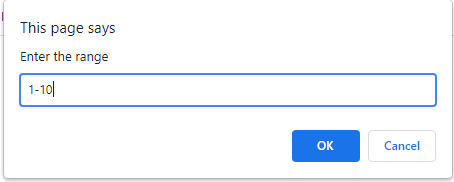 This page says
Enter the range
1-10
OK Cancel